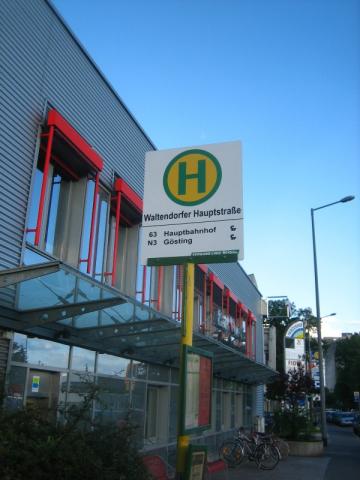 H
Waltendorfer Hauptstraße
63 Hauptbahnhof
N3 Gösting